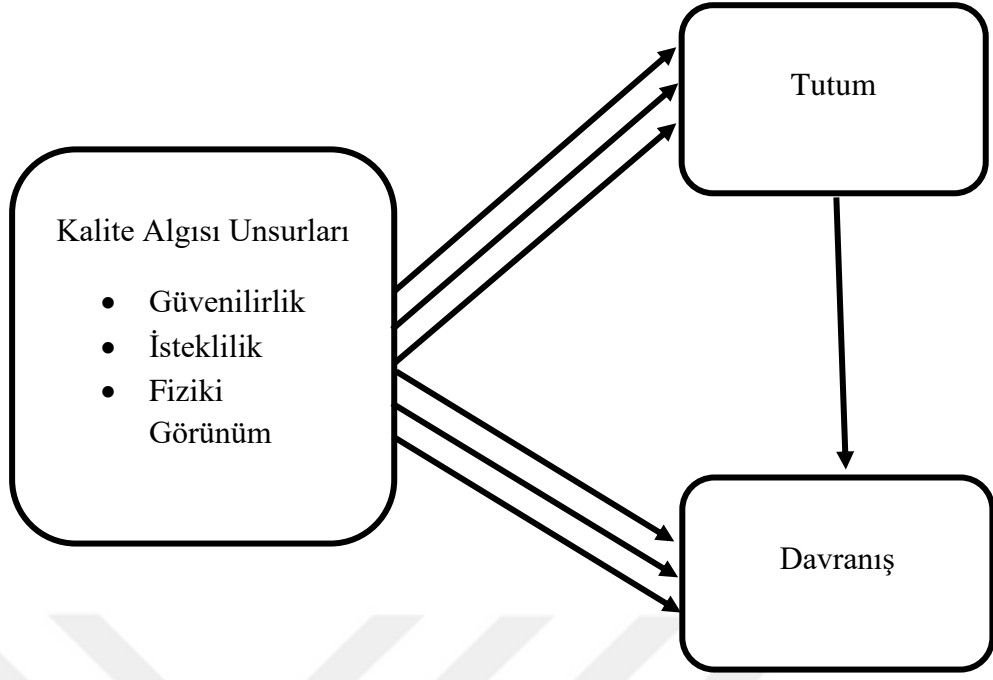 Tutum
Kalite Algısı Unsurları
• Güvenilirlik
• İsteklilik
• Fiziki
Görünüm
Davranış